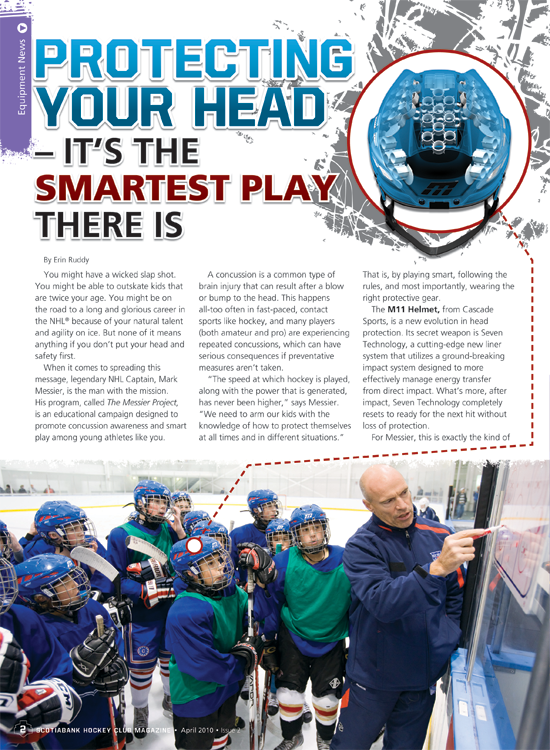 Equipment News
PROTECTING
YOUR HEAD
– IT'S THE
SMARTEST PLAY
THERE IS
By Erin Ruddy
You might have a wicked slap shot.
You might be able to outskate kids that
are twice your age. You might be on
the road to a long and glorious career in
the NHL® because of your natural talent
and agility on ice. But none of it means
anything if you don't put your head and
safety first.
When it comes to spreading this
message, legendary NHL Captain, Mark
Messier, is the man with the mission.
His program, called The Messier Project,
is an educational campaign designed to
promote concussion awareness and smart
play among young athletes like you.
A concussion is a common type of
brain injury that can result after a blow
or bump to the head. This happens
all-too often in fast-paced, contact
sports like hockey, and many players
(both amateur and pro) are experiencing
repeated concussions, which can have
serious consequences if preventative
measures aren't taken.
"The speed at which hockey is played,
along with the power that is generated,
has never been higher," says Messier.
"We need to arm our kids with the
knowledge of how to protect themselves
at all times and in different situations."
That is, by playing smart, following the
rules, and most importantly, wearing the
right protective gear.
The M11 Helmet, from Cascade
Sports, is a new evolution in head
protection. Its secret weapon is Seven
Technology, a cutting-edge new liner
system that utilizes a ground-breaking
impact system designed to more
effectively manage energy transfer
from direct impact. What's more, after
impact, Seven Technology completely
resets to ready for the next hit without
loss of protection.
For Messier, this is exactly the kind of
2 SCOTIABANK HOCKEY CLUB MAGAZINE • April 2010 • Issue 2